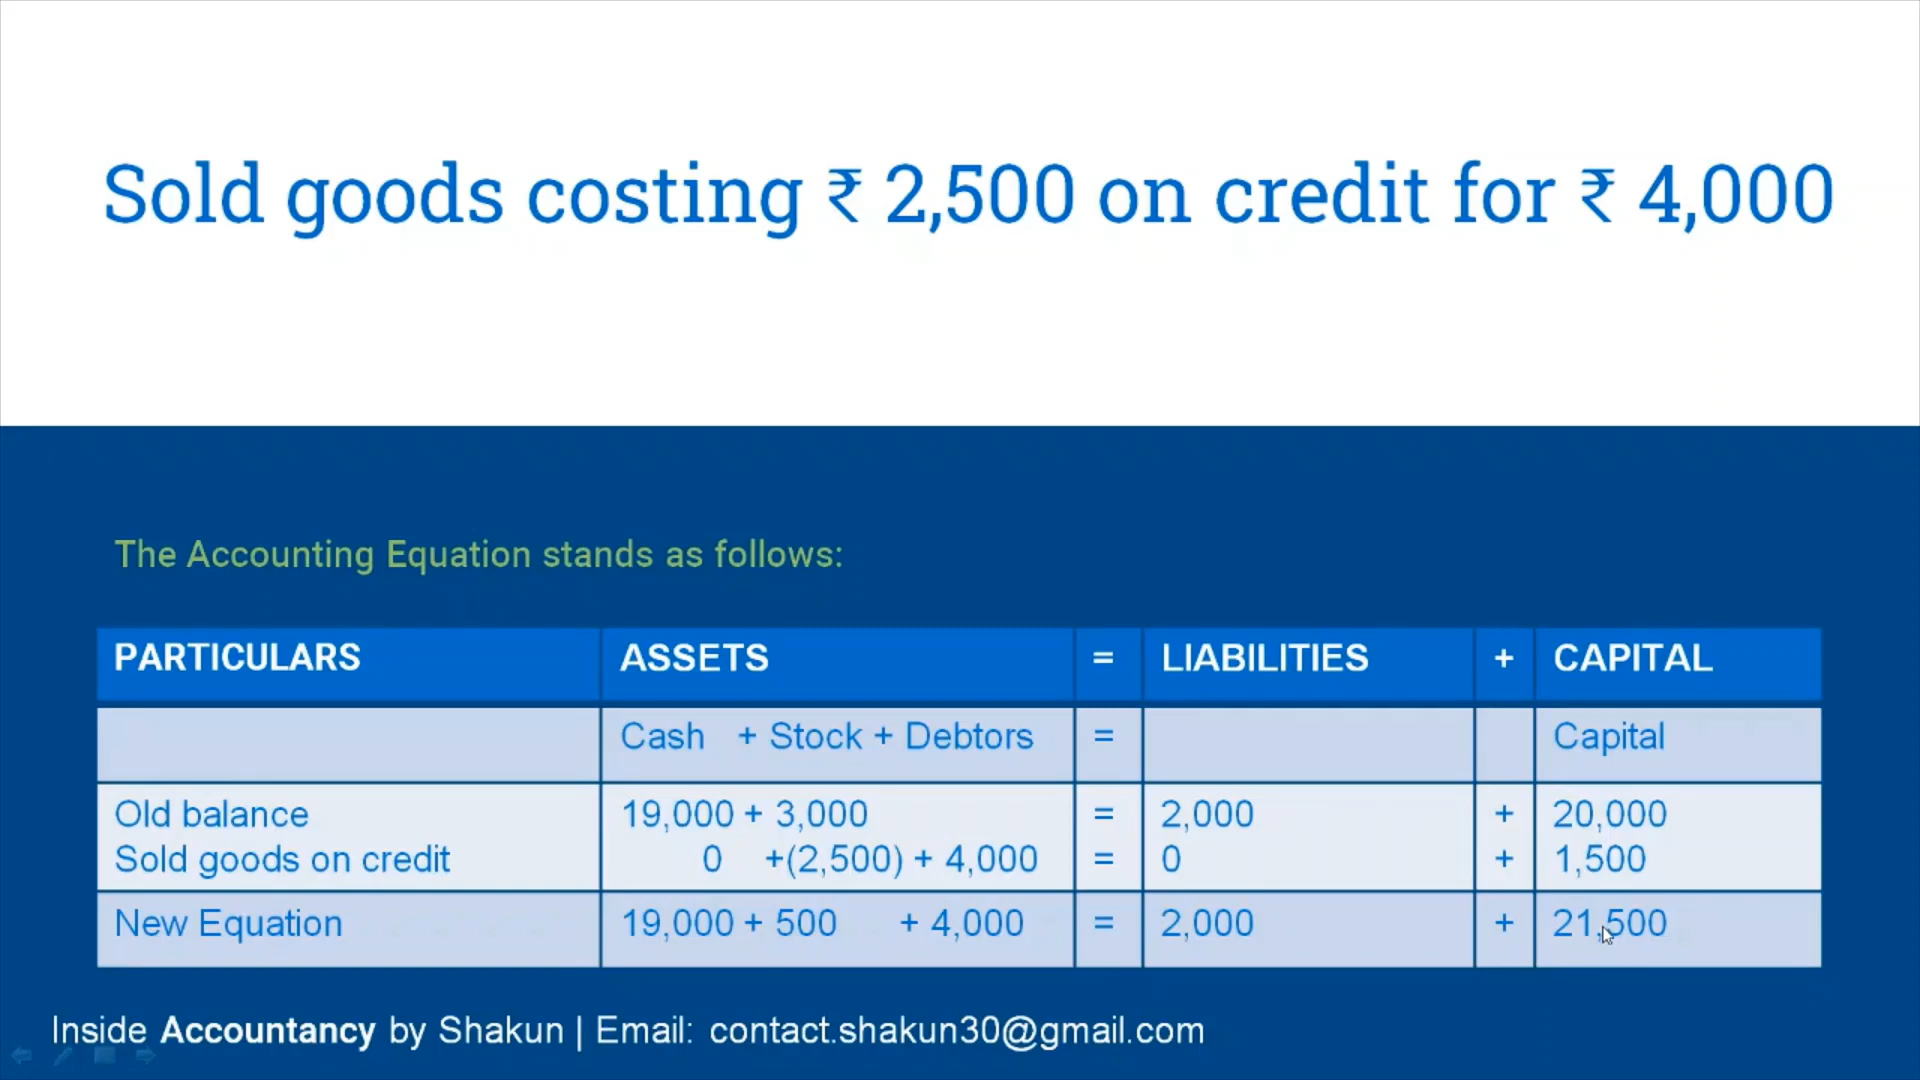 Sold goods costing ₹ 2,500 on credit for ₹ 4,000
The Accounting Equation stands as follows:
PARTICULARS ASSETS = LIABILITIES + CAPITAL
Cash + Stock + Debtors = Capital
Old balance 19,000 + 3,000 = 2,000 + 20,000
Sold goods on credit 0 +(2,500) + 4,000 = 0 + 1,500
New Equation 19,000 + 500 + 4,000 = 2,000 + 21,500
Inside Accountancy by Shakun | Email: contact.shakun30@gmail.com